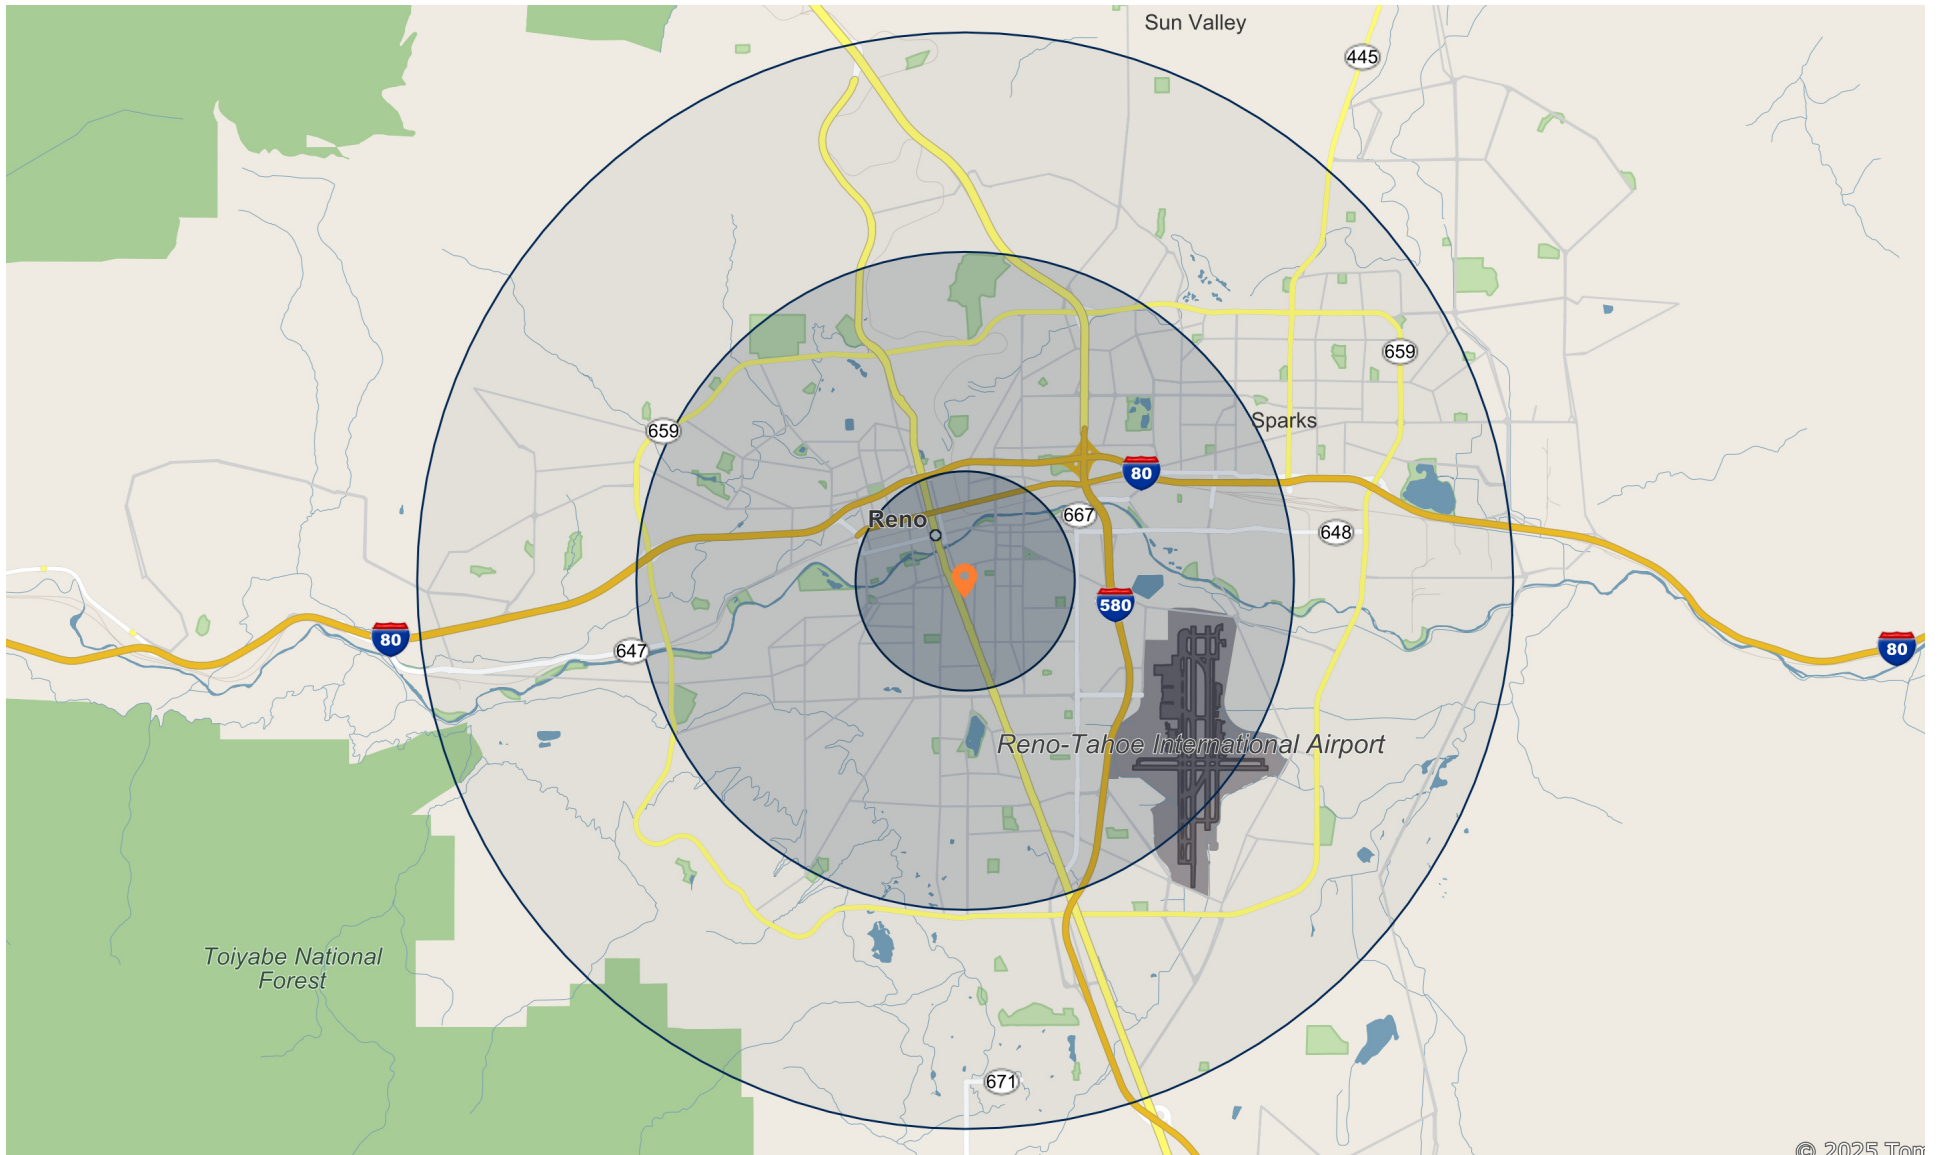 Sun Valley
445
659
659
Sparks
80
667
Reno
648
580
80
647
80
Reno-Tahoe International Airport
Toiyabe National
Forest
671
© 2025